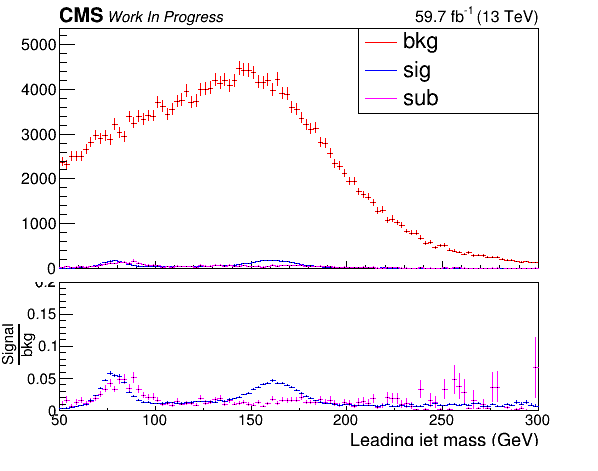 CMS Work In Progress 59.7 fb-1 (13 TeV)
5000
4000
3000
2000
1000
0
bkg
sig
sub
0.2
0.15
0.1
0.05
0
Signal
bkg
50 100 150 200 250 300
Leading jet mass (GeV)